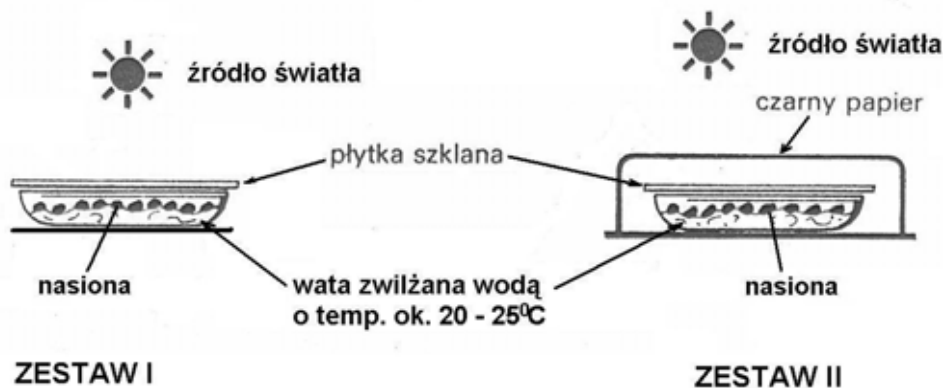 źródło światła
źródło światła
czarny papier
płytka szklana
nasiona
wata zwilżana wodą
o temp. ok. 20 - 25⁰C
nasiona
ZESTAW I
ZESTAW II